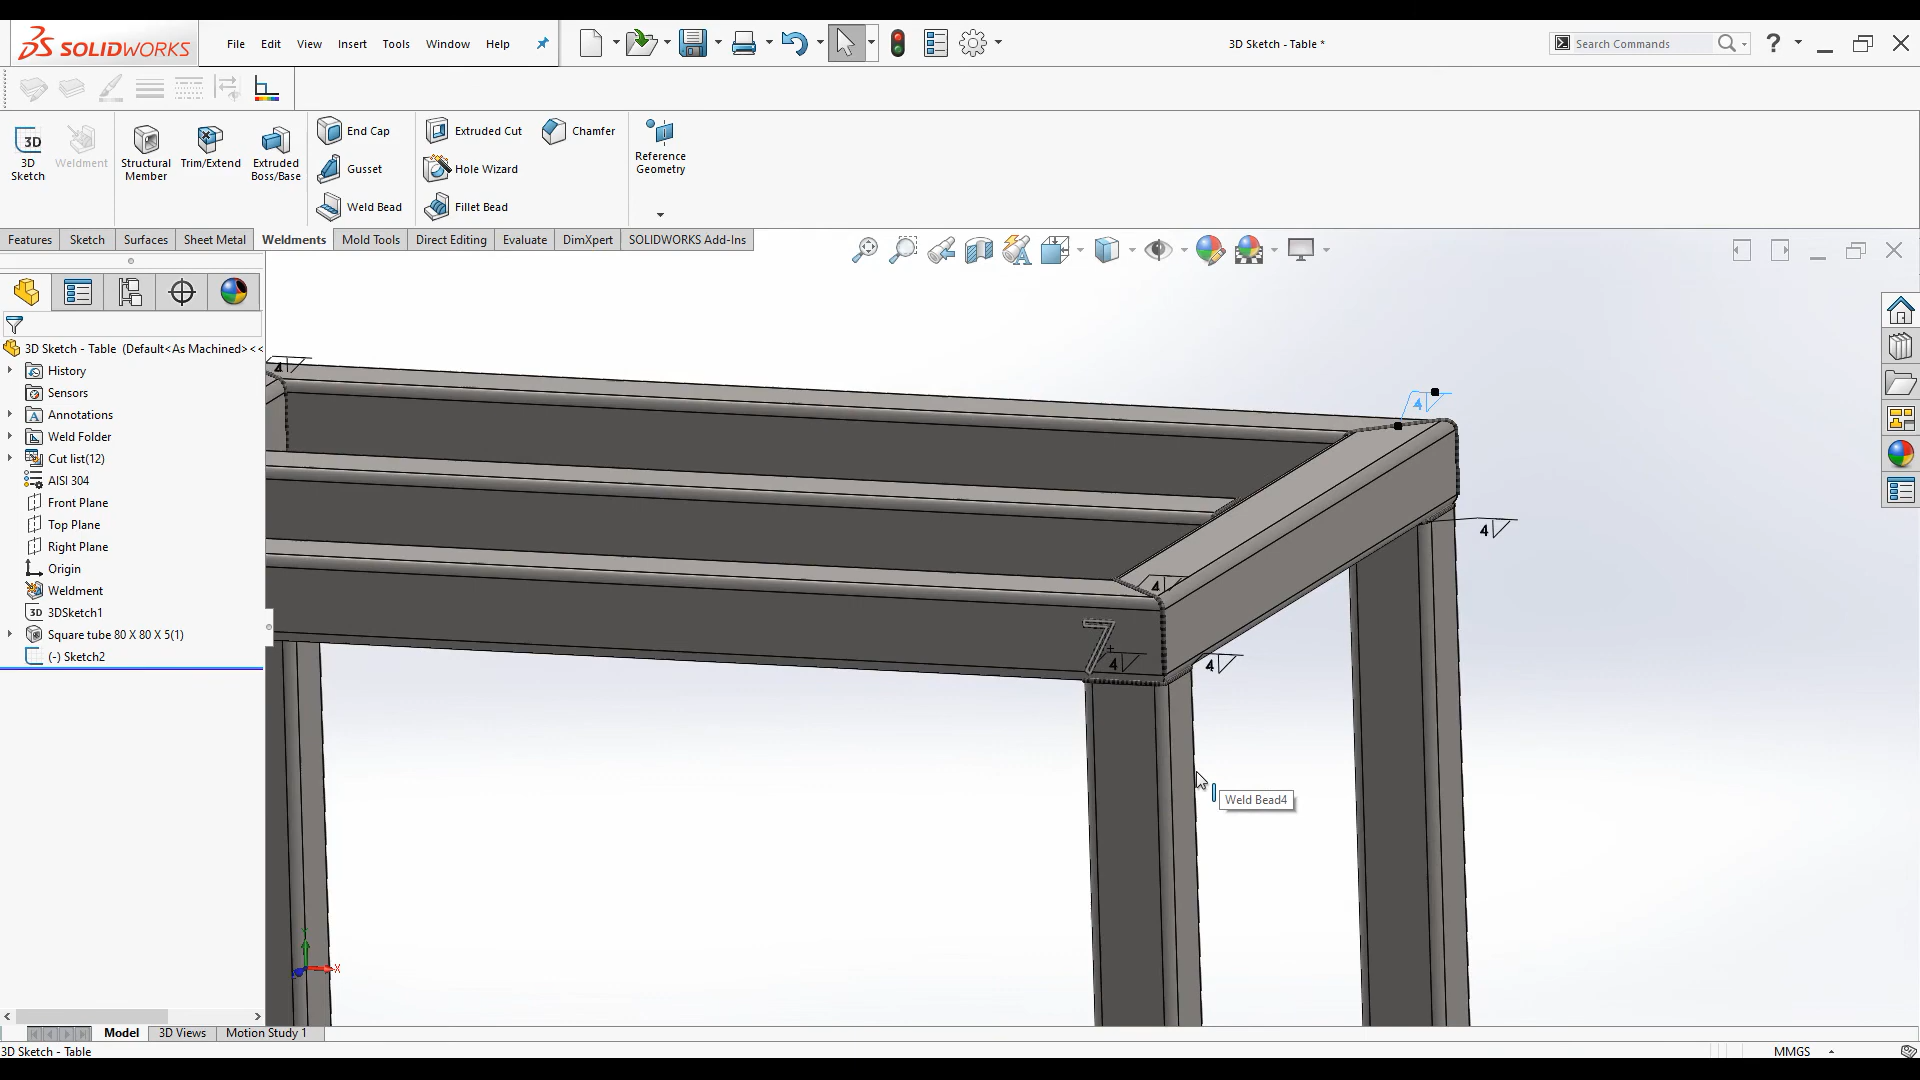 SOLIDWORKS
File Edit View Insert Tools Window Help
3D Sketch - Table *
Search Commands
3D
3D
Sketch
Weldment
Structural
Member
Trim/Extend
Extruded
Boss/Base
End Cap
Gusset
Weld Bead
Extruded Cut
Hole Wizard
Fillet Bead
Chamfer
Reference
Geometry
Features Sketch Surfaces Sheet Metal Weldments Mold Tools Direct Editing Evaluate DimXpert SOLIDWORKS Add-Ins
3D Sketch - Table (Default<As Machined><<
History
Sensors
Annotations
Weld Folder
Cut list(12)
AISI 304
Front Plane
Top Plane
Right Plane
Origin
Weldment
3D 3DSketch1
Square tube 80 X 80 X 5(1)
(-) Sketch2
4
4
4
4
4
4
Weld Bead4
Y
X
Model 3D Views Motion Study 1
3D Sketch - Table
MMGS